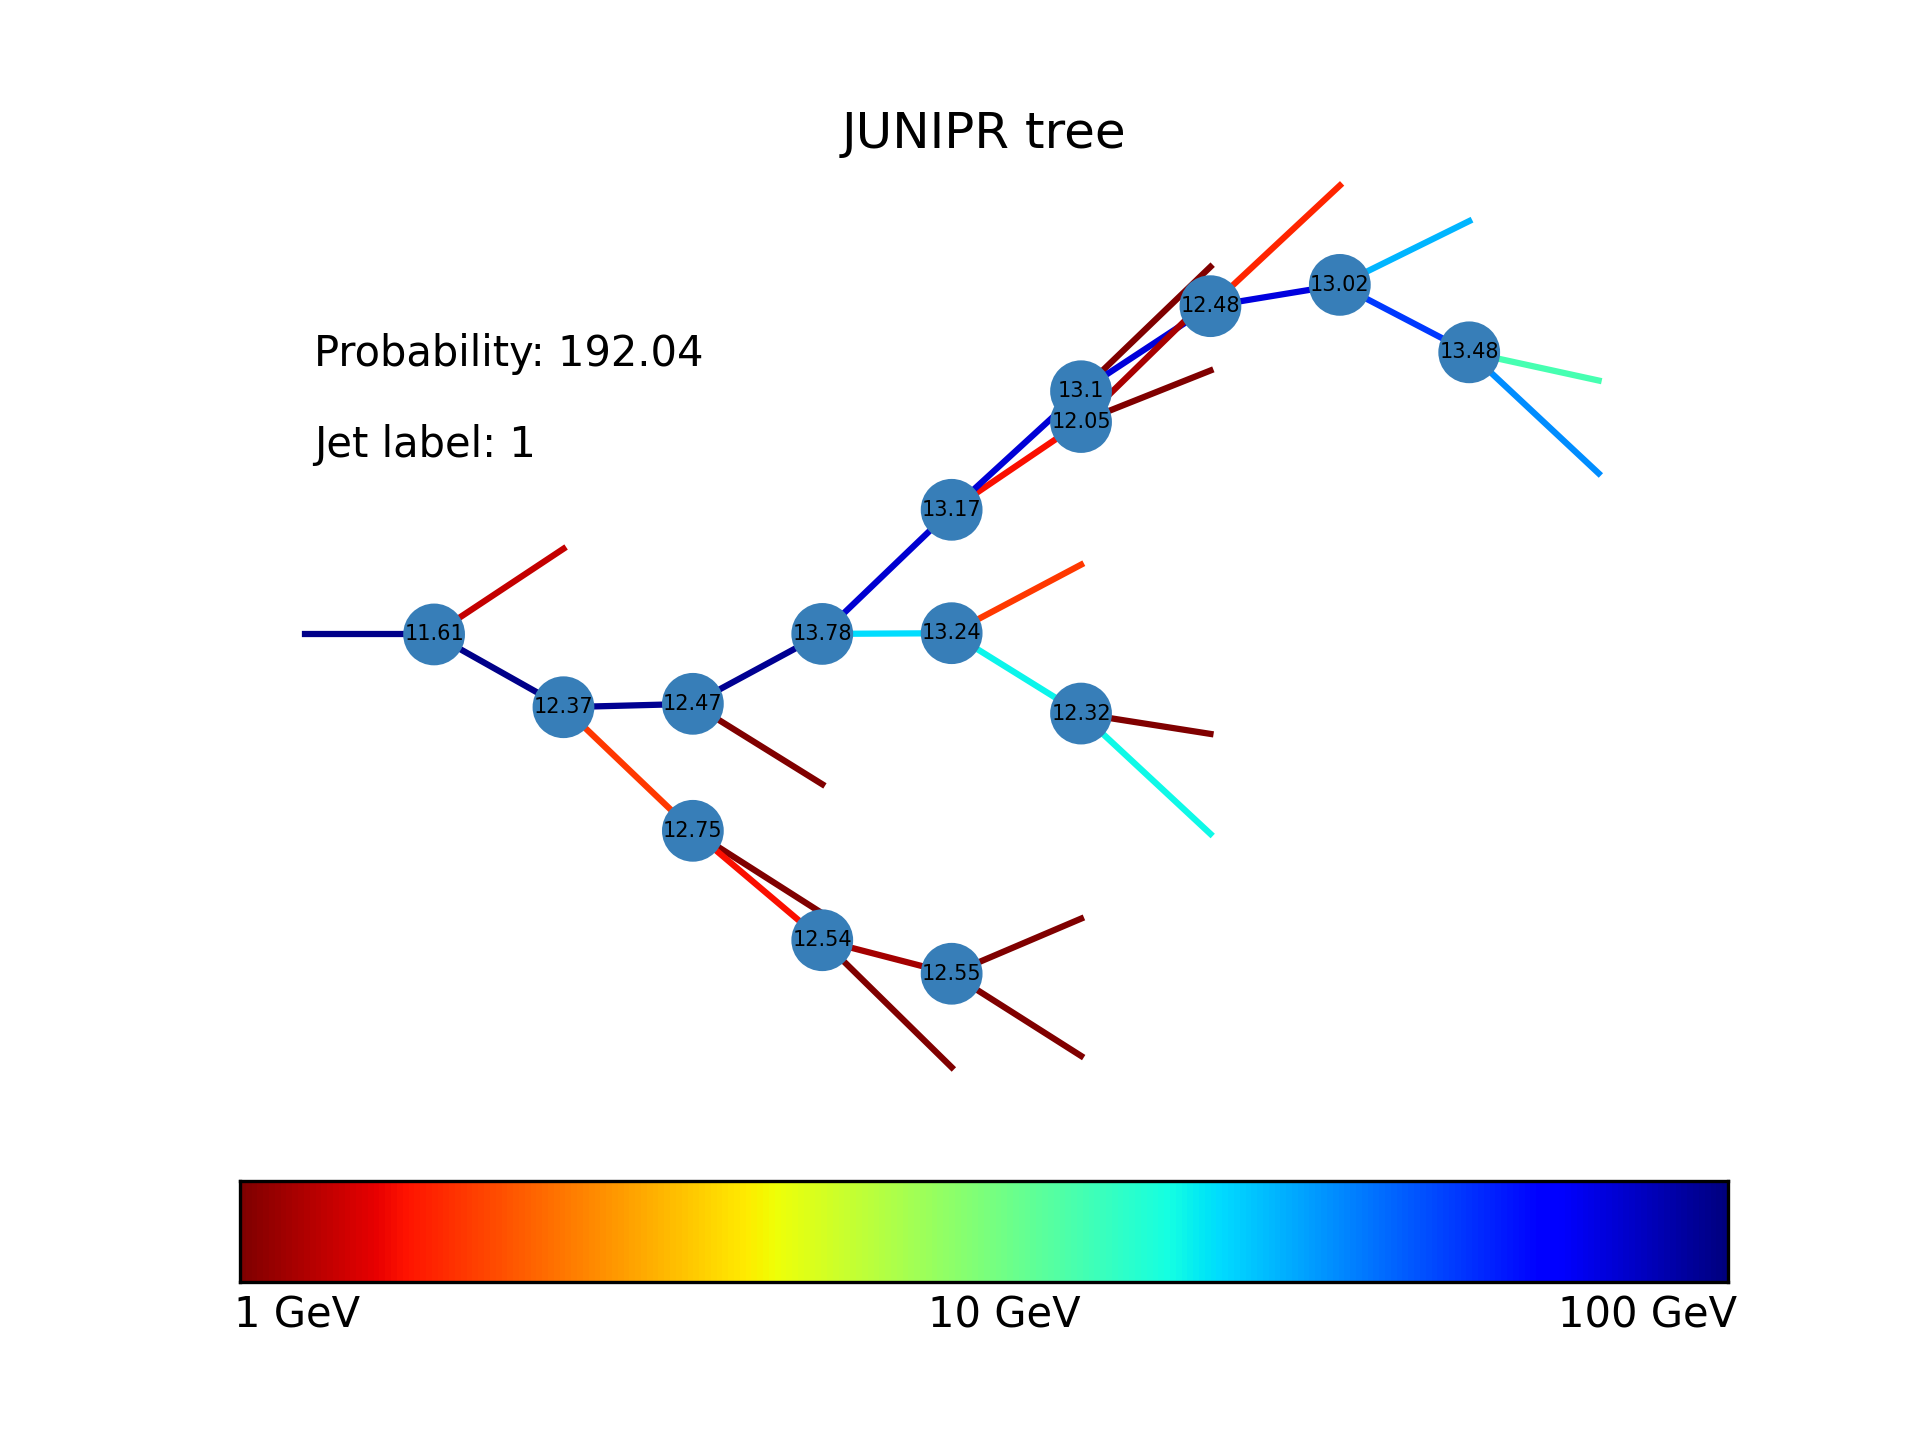 JUNIPR tree
Probability: 192.04
Jet label: 1
12.48
13.02
13.48
13.1
12.05
13.17
11.61
13.78
13.24
12.37
12.47
12.32
12.75
12.54
12.55
1 GeV
10 GeV
100 GeV